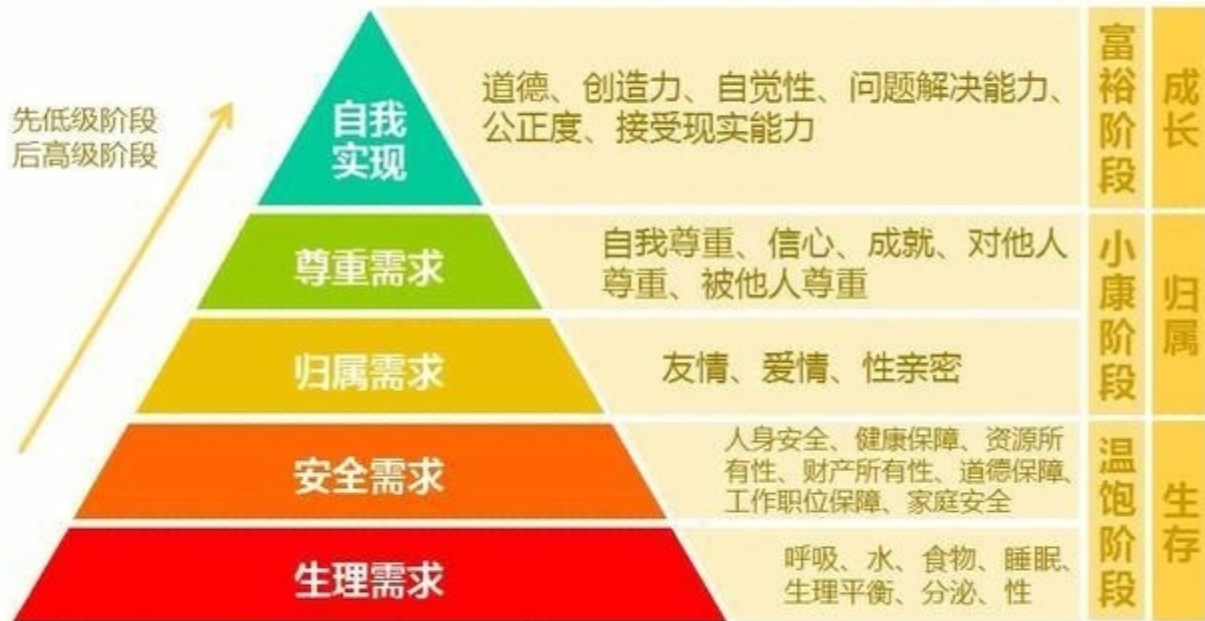 先低级阶段
后高级阶段
自我
实现
道德、创造力、自觉性、问题解决能力、
公正度、接受现实能力
富裕阶段
成长
尊重需求
自我尊重、信心、成就、对他人
尊重、被他人尊重
小康阶段
归属
归属需求
友情、爱情、性亲密
安全需求
人身安全、健康保障、资源所
有性、财产所有性、道德保障、
工作职位保障、家庭安全
温饱阶段
生存
生理需求
呼吸、水、食物、睡眠、
生理平衡、分泌、性